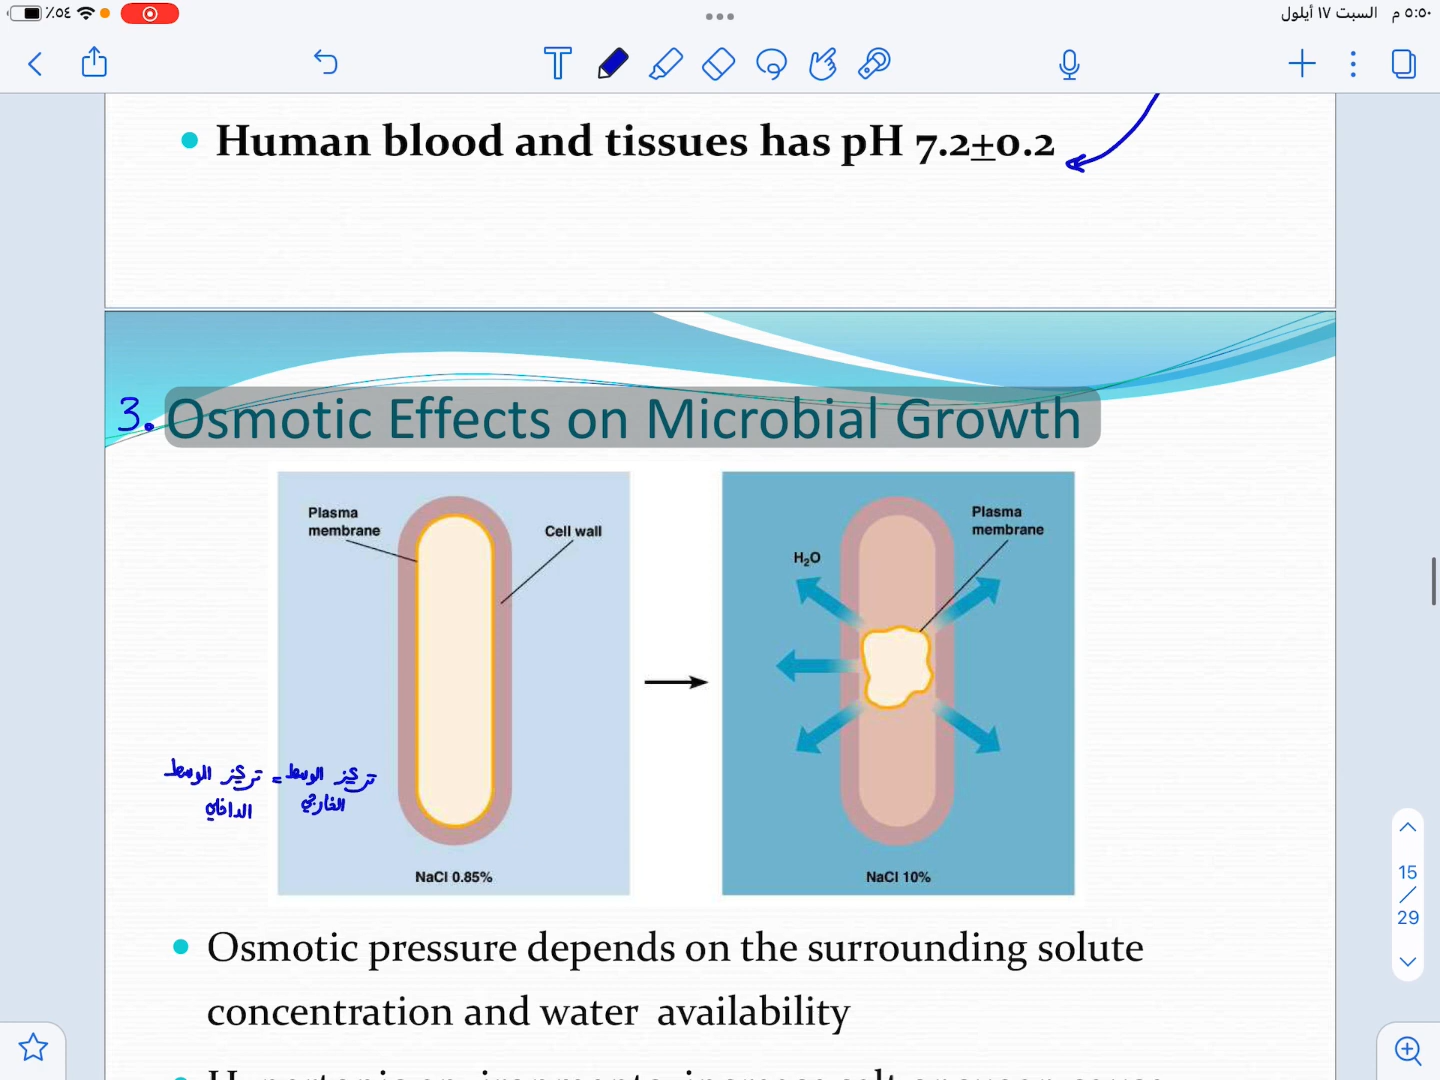 ٪٥٤
السبت ١٧ أيلول ٥:٥٠ م
Human blood and tissues has pH 7.2±0.2
3. Osmotic Effects on Microbial Growth
Plasma
membrane
Cell wall
NaCl 0.85%
تركيز الوسط = تركيز الوسط
الخارجي الداخلي
Plasma
membrane
H₂O
NaCl 10%
Osmotic pressure depends on the surrounding solute
concentration and water availability
15
/
29